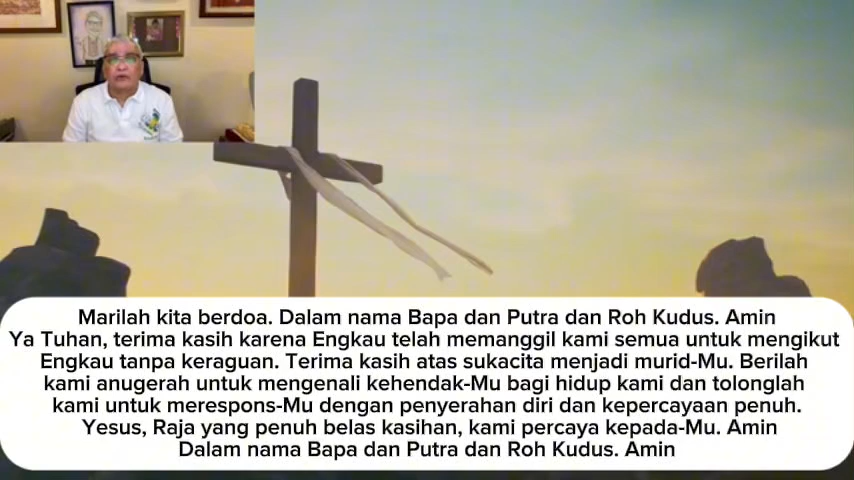 Marilah kita berdoa. Dalam nama Bapa dan Putra dan Roh Kudus. Amin
Ya Tuhan, terima kasih karena Engkau telah memanggil kami semua untuk mengikut
Engkau tanpa keraguan. Terima kasih atas sukacita menjadi murid-Mu. Berilah
kami anugerah untuk mengenali kehendak-Mu bagi hidup kami dan tolonglah
kami untuk merespons-Mu dengan penyerahan diri dan kepercayaan penuh.
Yesus, Raja yang penuh belas kasihan, kami percaya kepada-Mu. Amin
Dalam nama Bapa dan Putra dan Roh Kudus. Amin